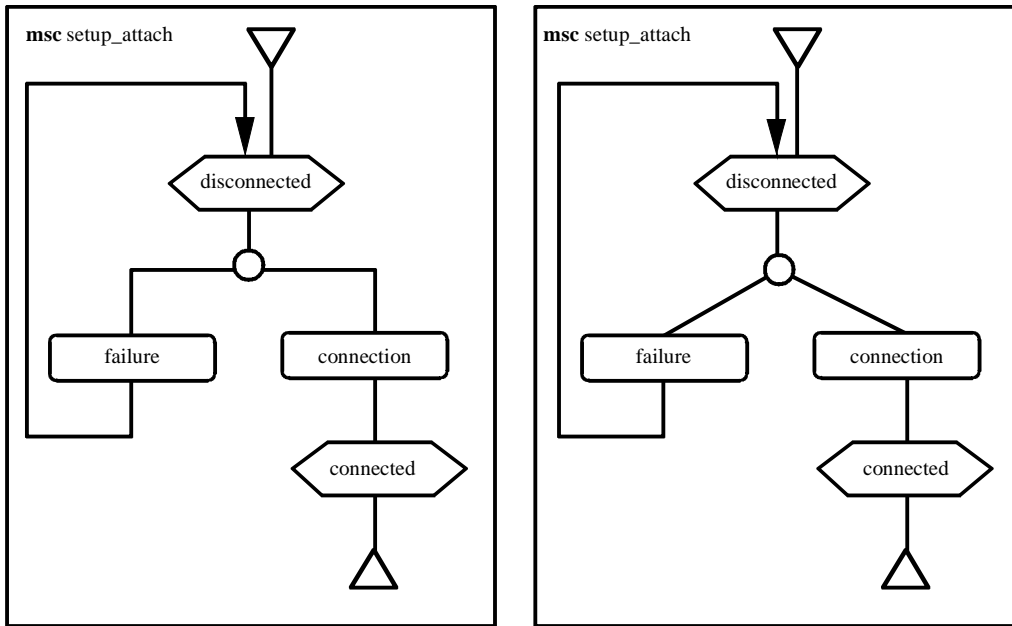 msc setup_attach
disconnected
failure
connection
connected
msc setup_attach
disconnected
failure
connection
connected